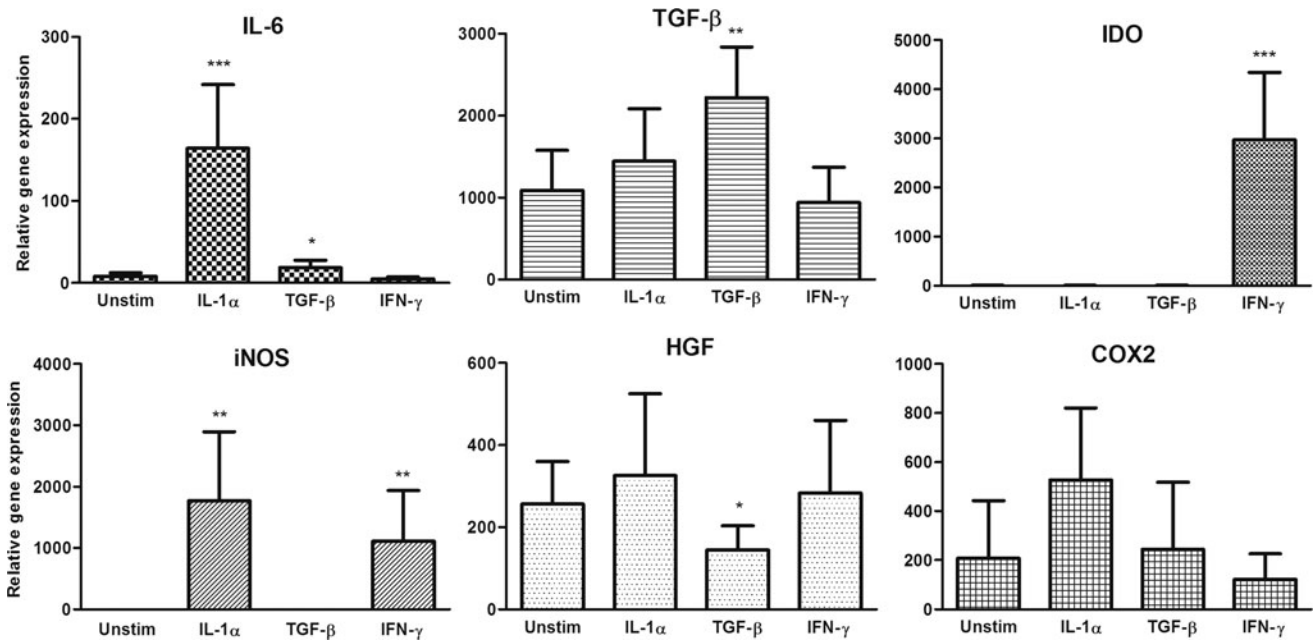 IL-6
Relative gene expression
300
200
100
0
***
*
Unstim IL-1α TGF-β IFN-γ
TGF-β
3000
2000
1000
0
**
Unstim IL-1α TGF-β IFN-γ
IDO
5000
4000
3000
2000
1000
0
***
Unstim IL-1α TGF-β IFN-γ
iNOS
Relative gene expression
4000
3000
2000
1000
0
**
**
Unstim IL-1α TGF-β IFN-γ
HGF
600
400
200
0
*
Unstim IL-1α TGF-β IFN-γ
COX2
1000
800
600
400
200
0
Unstim IL-1α TGF-β IFN-γ